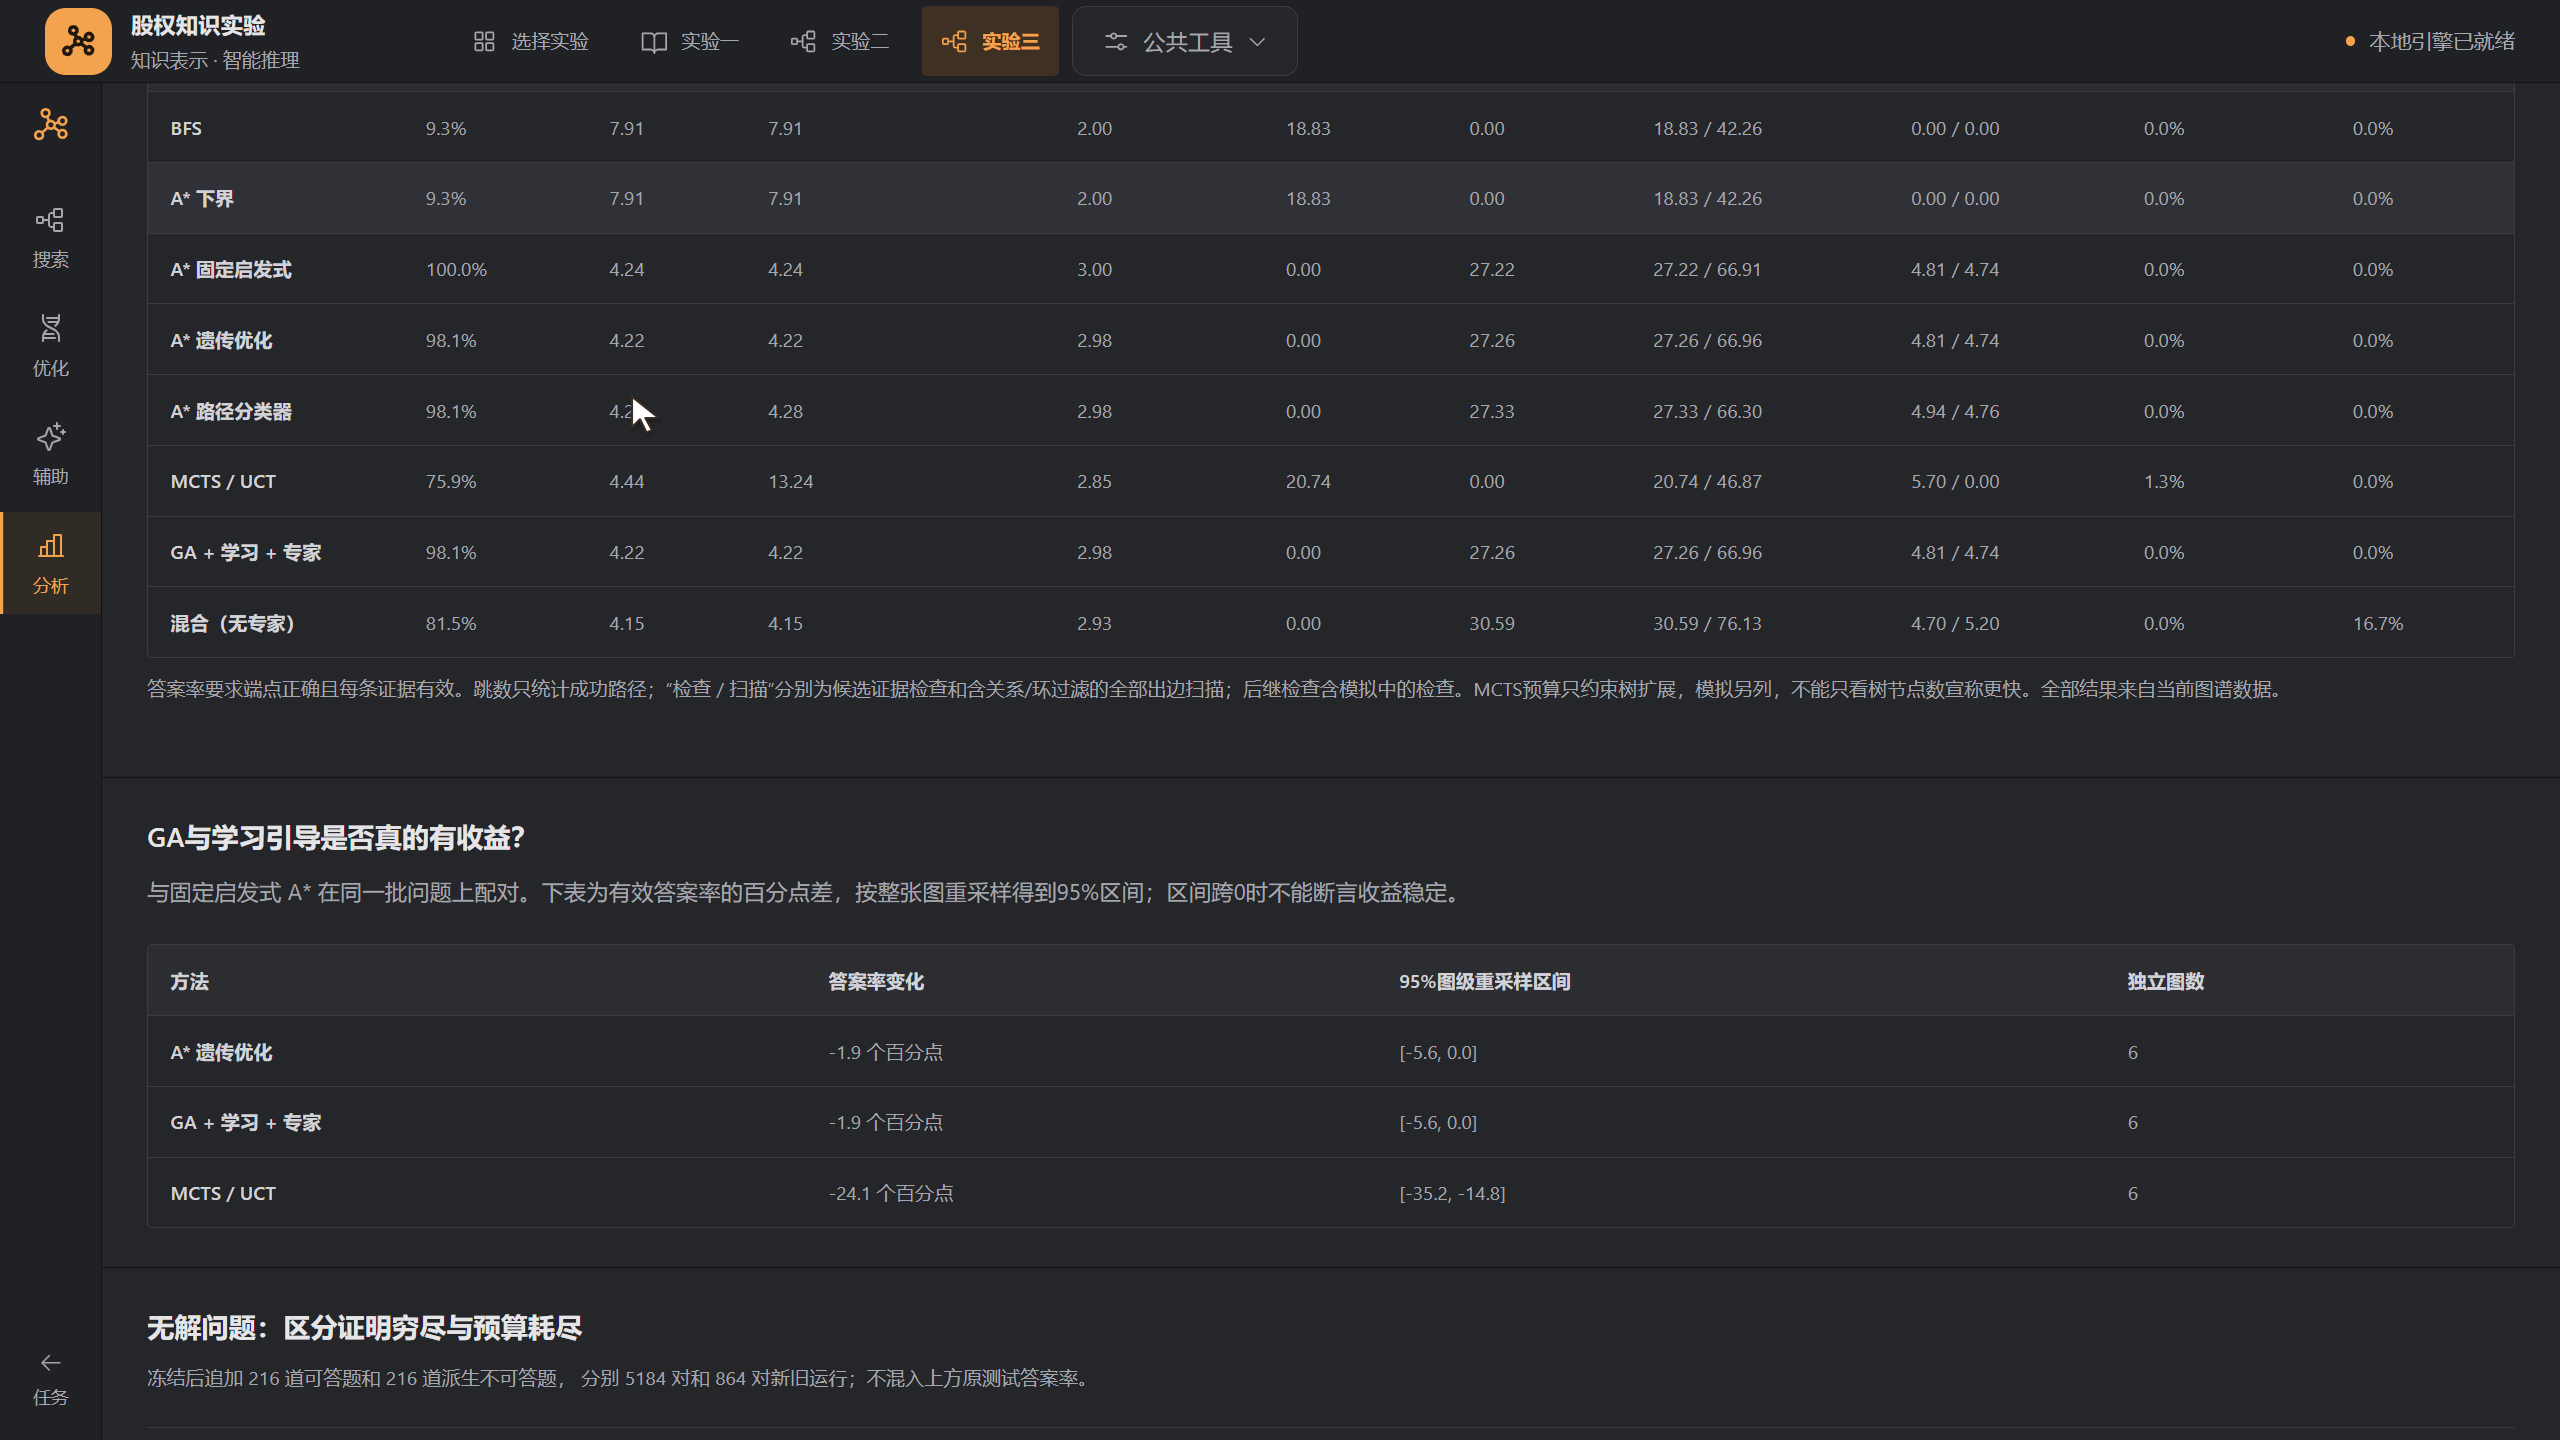 股权知识实验
知识表示 · 智能推理
选择实验
实验一
实验二
实验三
公共工具
本地引擎已就绪
搜索
优化
辅助
分析
任务
BFS 9.3% 7.91 7.91 2.00 18.83 0.00 18.83 / 42.26 0.00 / 0.00 0.0% 0.0%
A* 下界 9.3% 7.91 7.91 2.00 18.83 0.00 18.83 / 42.26 0.00 / 0.00 0.0% 0.0%
A* 固定启发式 100.0% 4.24 4.24 3.00 0.00 27.22 27.22 / 66.91 4.81 / 4.74 0.0% 0.0%
A* 遗传优化 98.1% 4.22 4.22 2.98 0.00 27.26 27.26 / 66.96 4.81 / 4.74 0.0% 0.0%
A* 路径分类器 98.1% 4.28 2.98 0.00 27.33 27.33 / 66.30 4.94 / 4.76 0.0% 0.0%
MCTS / UCT 75.9% 4.44 13.24 2.85 20.74 0.00 20.74 / 46.87 5.70 / 0.00 1.3% 0.0%
GA + 学习 + 专家 98.1% 4.22 4.22 2.98 0.00 27.26 27.26 / 66.96 4.81 / 4.74 0.0% 0.0%
混合（无专家） 81.5% 4.15 4.15 2.93 0.00 30.59 30.59 / 76.13 4.70 / 5.20 0.0% 16.7%
答案率要求端点正确且每条证据有效。跳数只统计成功路径；“检查 / 扫描”分别为候选证据检查和含关系/环过滤的全部出边扫描；后继检查含模拟中的检查。MCTS预算只约束树扩展，模拟另列，不能只看树节点数宣称更快。全部结果来自当前图谱数据。
GA与学习引导是否真的有收益？
与固定启发式 A* 在同一批问题上配对。下表为有效答案率的百分点差，按整张图重采样得到95%区间；区间跨0时不能断言收益稳定。
方法 答案率变化 95%图级重采样区间 独立图数
A* 遗传优化 -1.9 个百分点 [-5.6, 0.0] 6
GA + 学习 + 专家 -1.9 个百分点 [-5.6, 0.0] 6
MCTS / UCT -24.1 个百分点 [-35.2, -14.8] 6
无解问题：区分证明穷尽与预算耗尽
冻结后追加 216 道可答题和 216 道派生不可答题， 分别 5184 对和 864 对新旧运行；不混入上方原测试答案率。